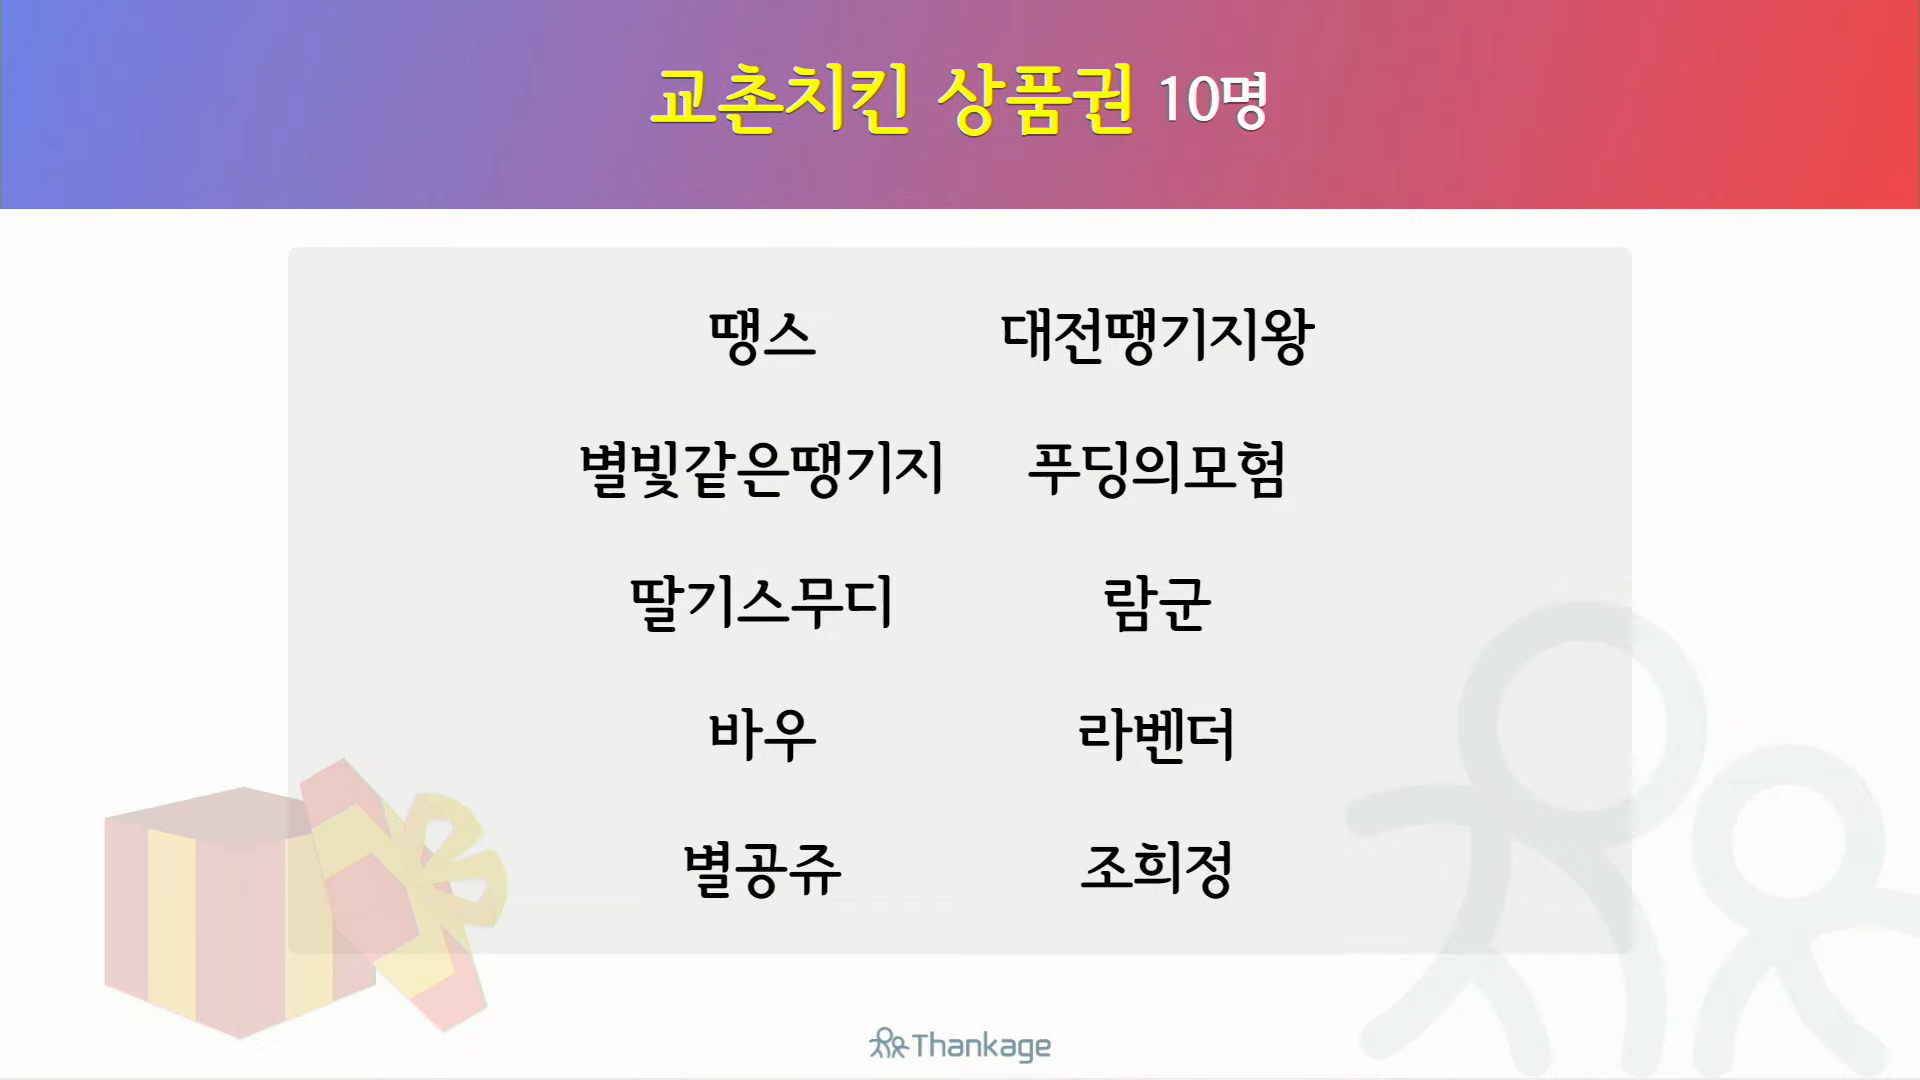 교촌치킨 상품권 10명
땡스 대전땡기지왕
별빛같은땡기지 푸딩의모험
딸기스무디 람군
바우 라벤더
별공쥬 조희정
Thankage